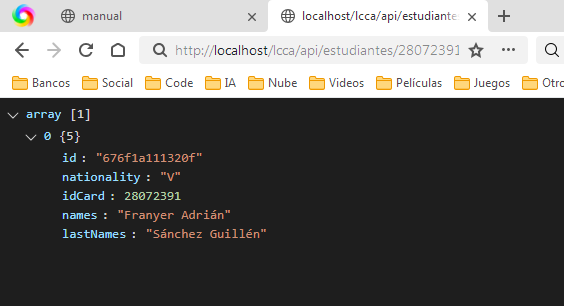 manual
localhost/lcca/api/estudiantes
http://localhost/lcca/api/estudiantes/28072391
Bancos Social Code IA Nube Videos Películas Juegos Otro
array [1]
0 {5}
id : "676f1a111320f"
nationality : "V"
idCard : 28072391
names : "Franyer Adrián"
lastNames : "Sánchez Guillén"